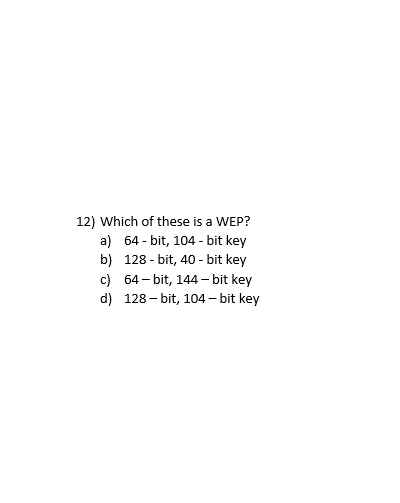 12) Which of these is a WEP?
a) 64 - bit, 104 - bit key
b) 128 - bit, 40 - bit key
c) 64 – bit, 144 – bit key
d) 128 – bit, 104 – bit key